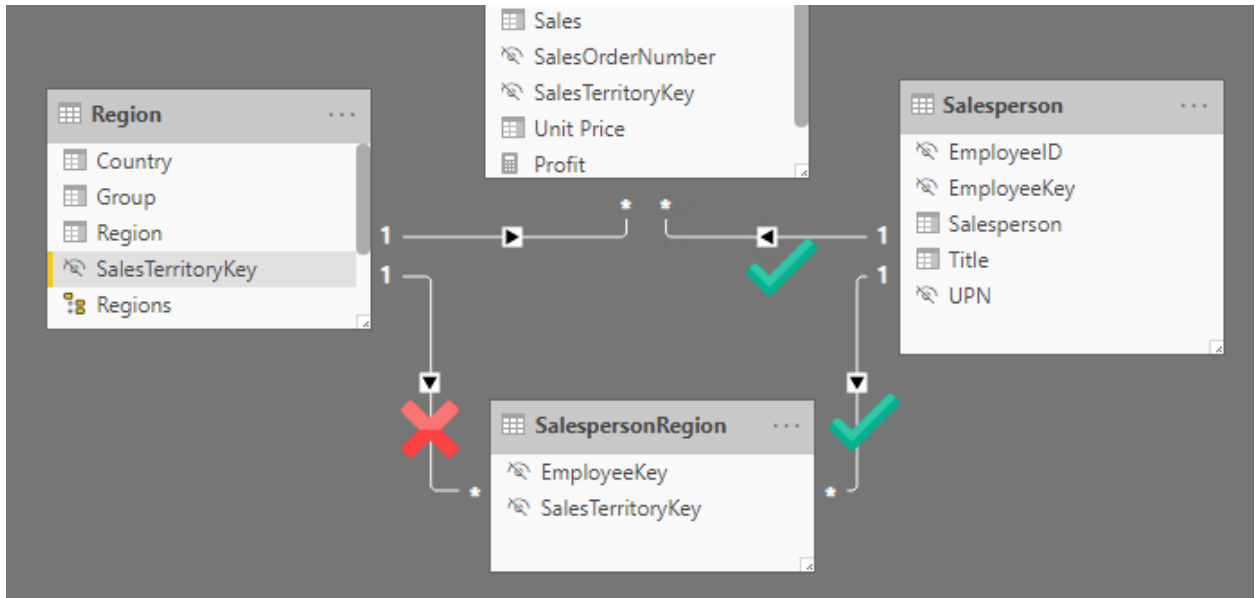 Sales
SalesOrderNumber
SalesTerritoryKey
Unit Price
Profit
Region
Country
Group
Region
SalesTerritoryKey
Regions
Salesperson
EmployeeID
EmployeeKey
Salesperson
Title
UPN
1
*
*
1
1
1
SalespersonRegion
EmployeeKey
SalesTerritoryKey
*
*